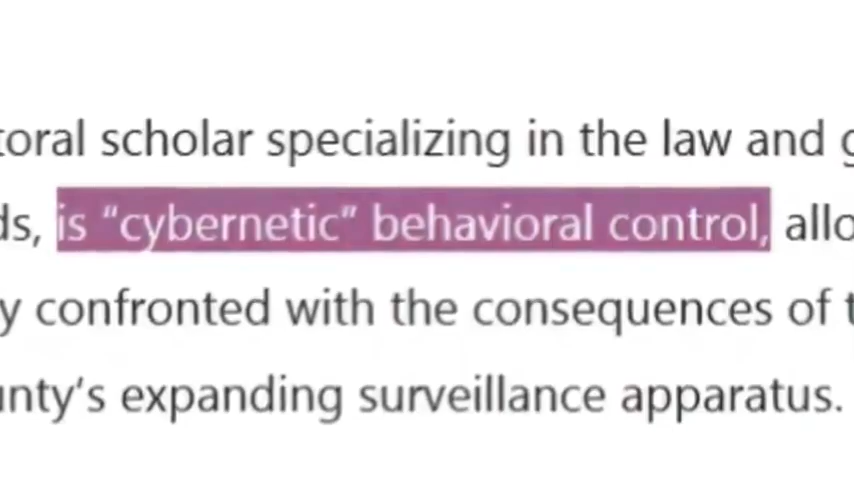 toral scholar specializing in the law and g
ds, is “cybernetic” behavioral control, allo
y confronted with the consequences of t
unty’s expanding surveillance apparatus.